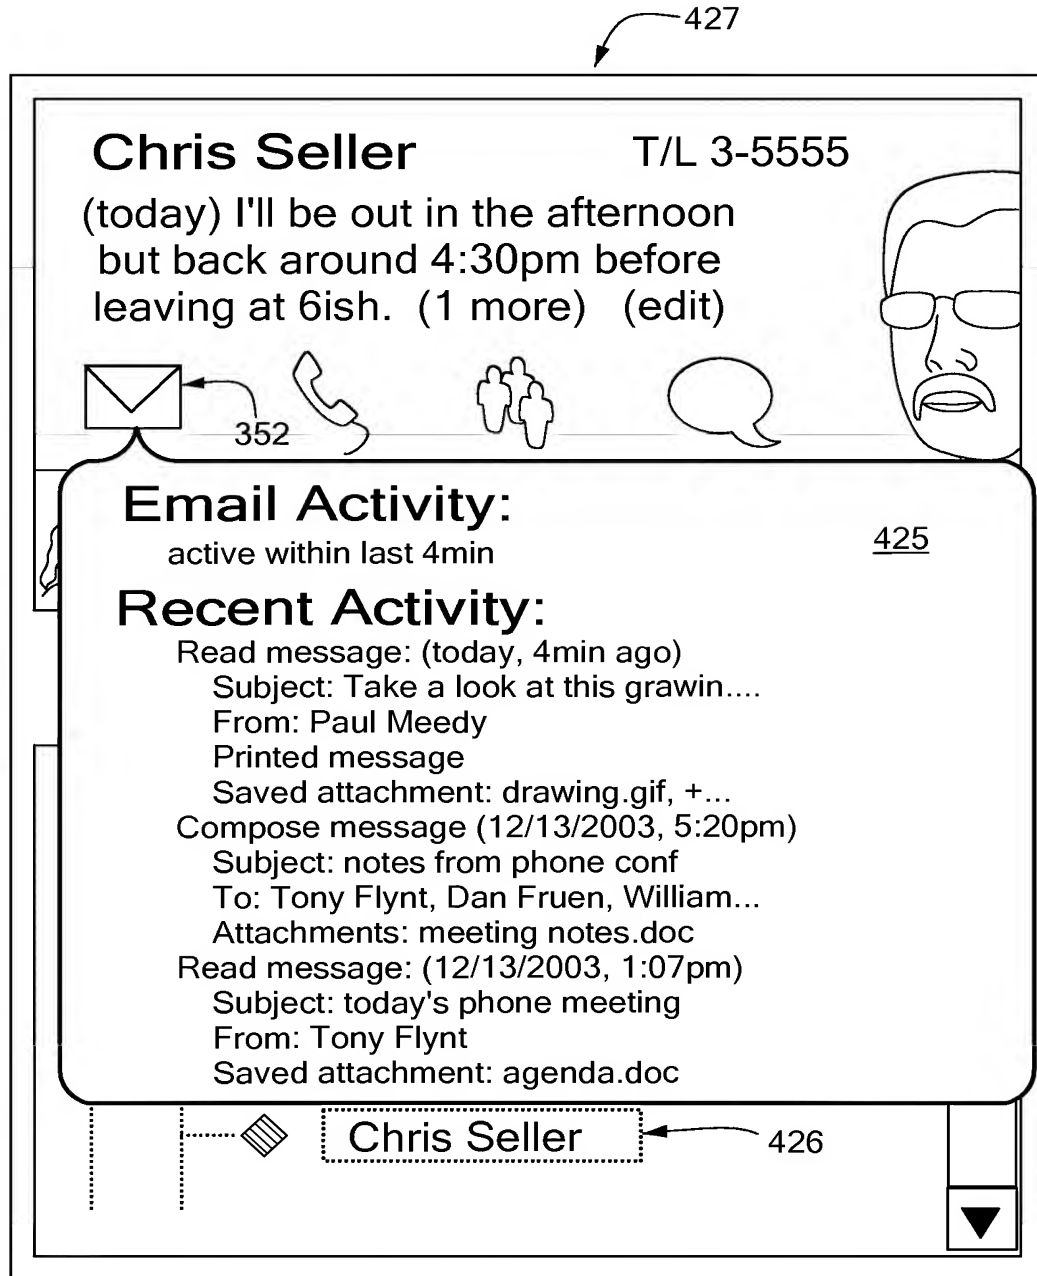 427
Chris Seller T/L 3-5555
(today) I'll be out in the afternoon
but back around 4:30pm before
leaving at 6ish. (1 more) (edit)
352
Email Activity:
425
active within last 4min
Recent Activity:
Read message: (today, 4min ago)
Subject: Take a look at this grawin....
From: Paul Meedy
Printed message
Saved attachment: drawing.gif, +...
Compose message (12/13/2003, 5:20pm)
Subject: notes from phone conf
To: Tony Flynt, Dan Fruen, William...
Attachments: meeting notes.doc
Read message: (12/13/2003, 1:07pm)
Subject: today's phone meeting
From: Tony Flynt
Saved attachment: agenda.doc
Chris Seller 426